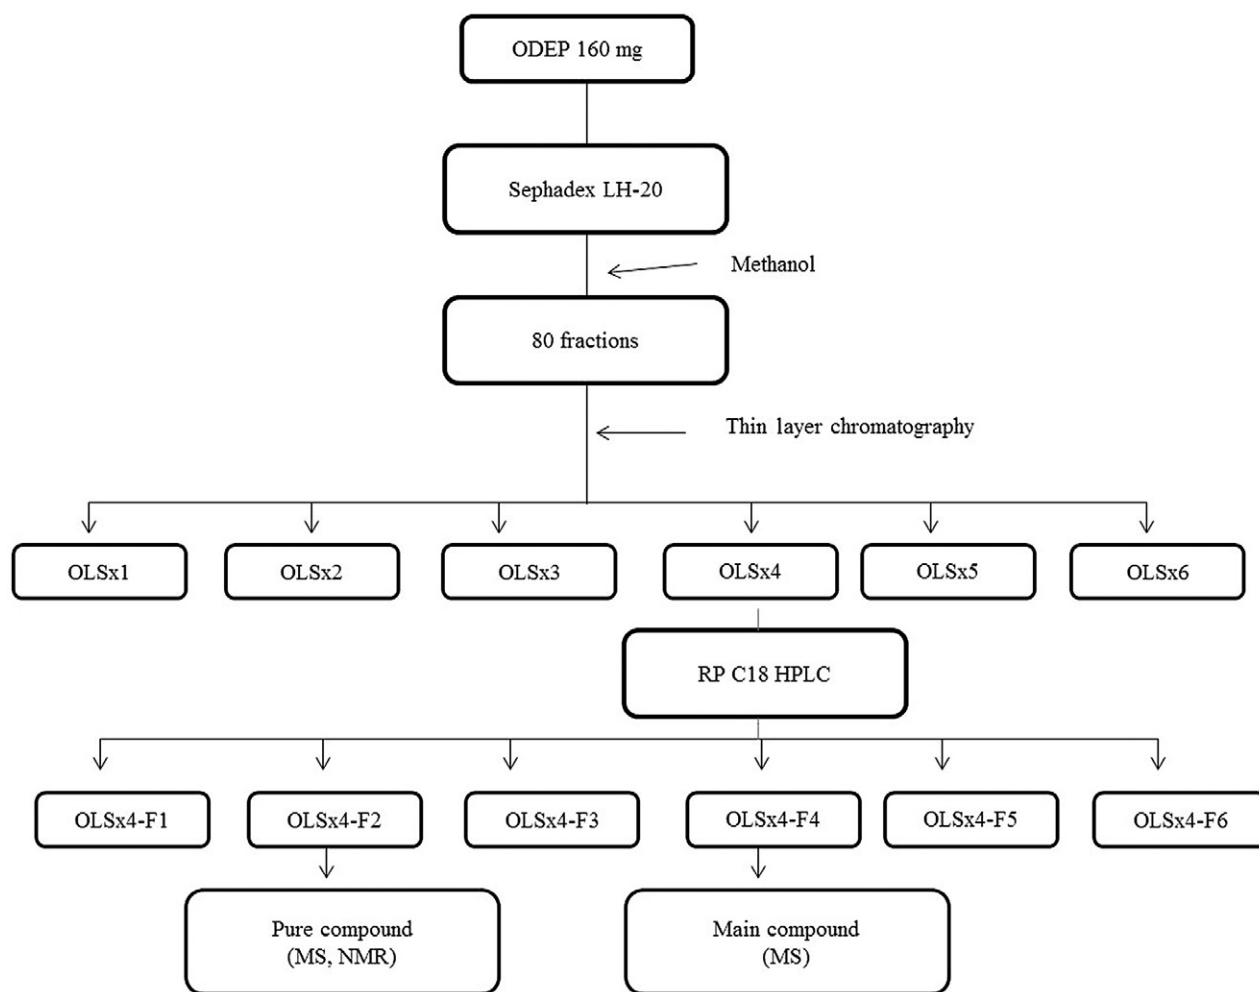 ODEP 160 mg
Sephadex LH-20
Methanol
80 fractions
Thin layer chromatography
OLSx1
OLSx2
OLSx3
OLSx4
OLSx5
OLSx6
RP C18 HPLC
OLSx4-F1
OLSx4-F2
OLSx4-F3
OLSx4-F4
OLSx4-F5
OLSx4-F6
Pure compound
(MS, NMR)
Main compound
(MS)